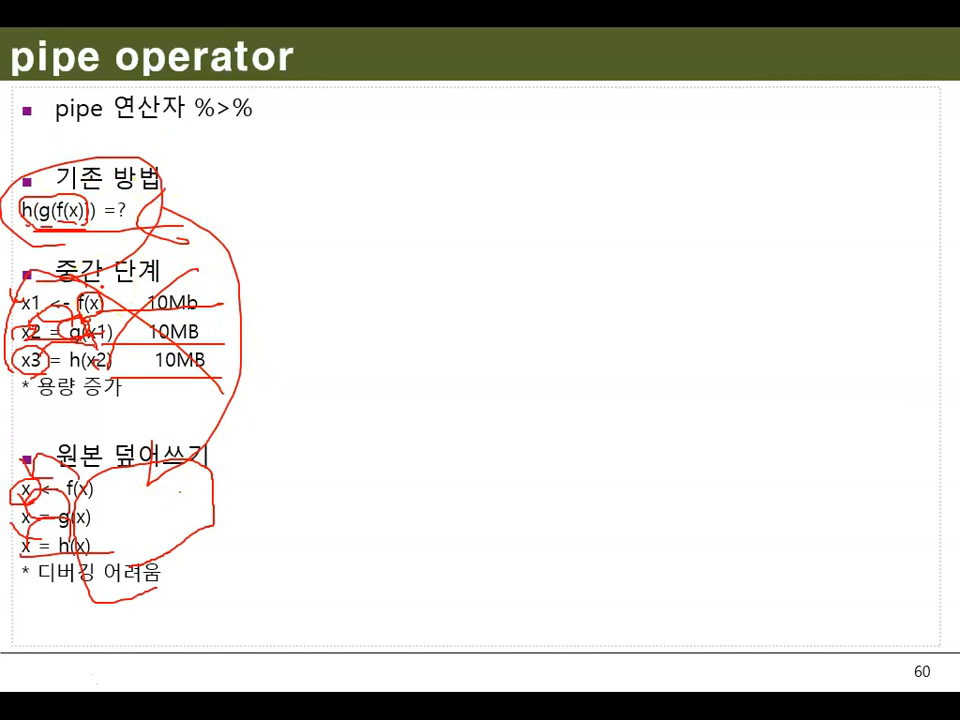 pipe operator
pipe 연산자 %>%
기존 방법
h(g(f(x))) =?
중간 단계
x1 <- f(x) 10Mb
x2 = g(x1) 10MB
x3 = h(x2) 10MB
* 용량 증가
원본 덮어쓰기
x <- f(x)
x = g(x)
x = h(x)
* 디버깅 어려움
60